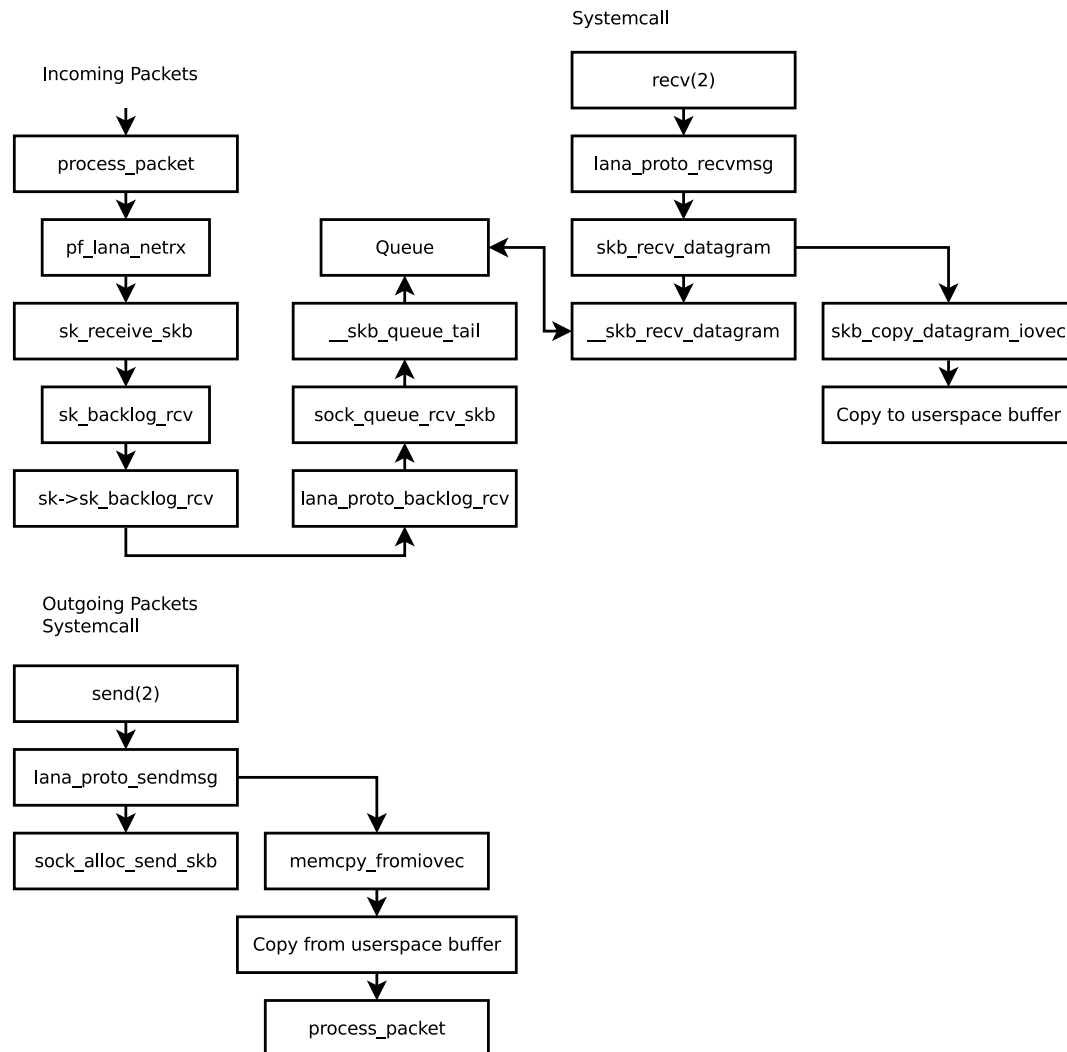 Systemcall
recv(2)
Incoming Packets
process_packet
lana_proto_recvmsg
pf_lana_netrx
Queue
skb_recv_datagram
sk_receive_skb
__skb_queue_tail
__skb_recv_datagram
skb_copy_datagram_iovec
sk_backlog_rcv
sock_queue_rcv_skb
Copy to userspace buffer
sk->sk_backlog_rcv
lana_proto_backlog_rcv
Outgoing Packets
Systemcall
send(2)
lana_proto_sendmsg
sock_alloc_send_skb
memcpy_fromiovec
Copy from userspace buffer
process_packet